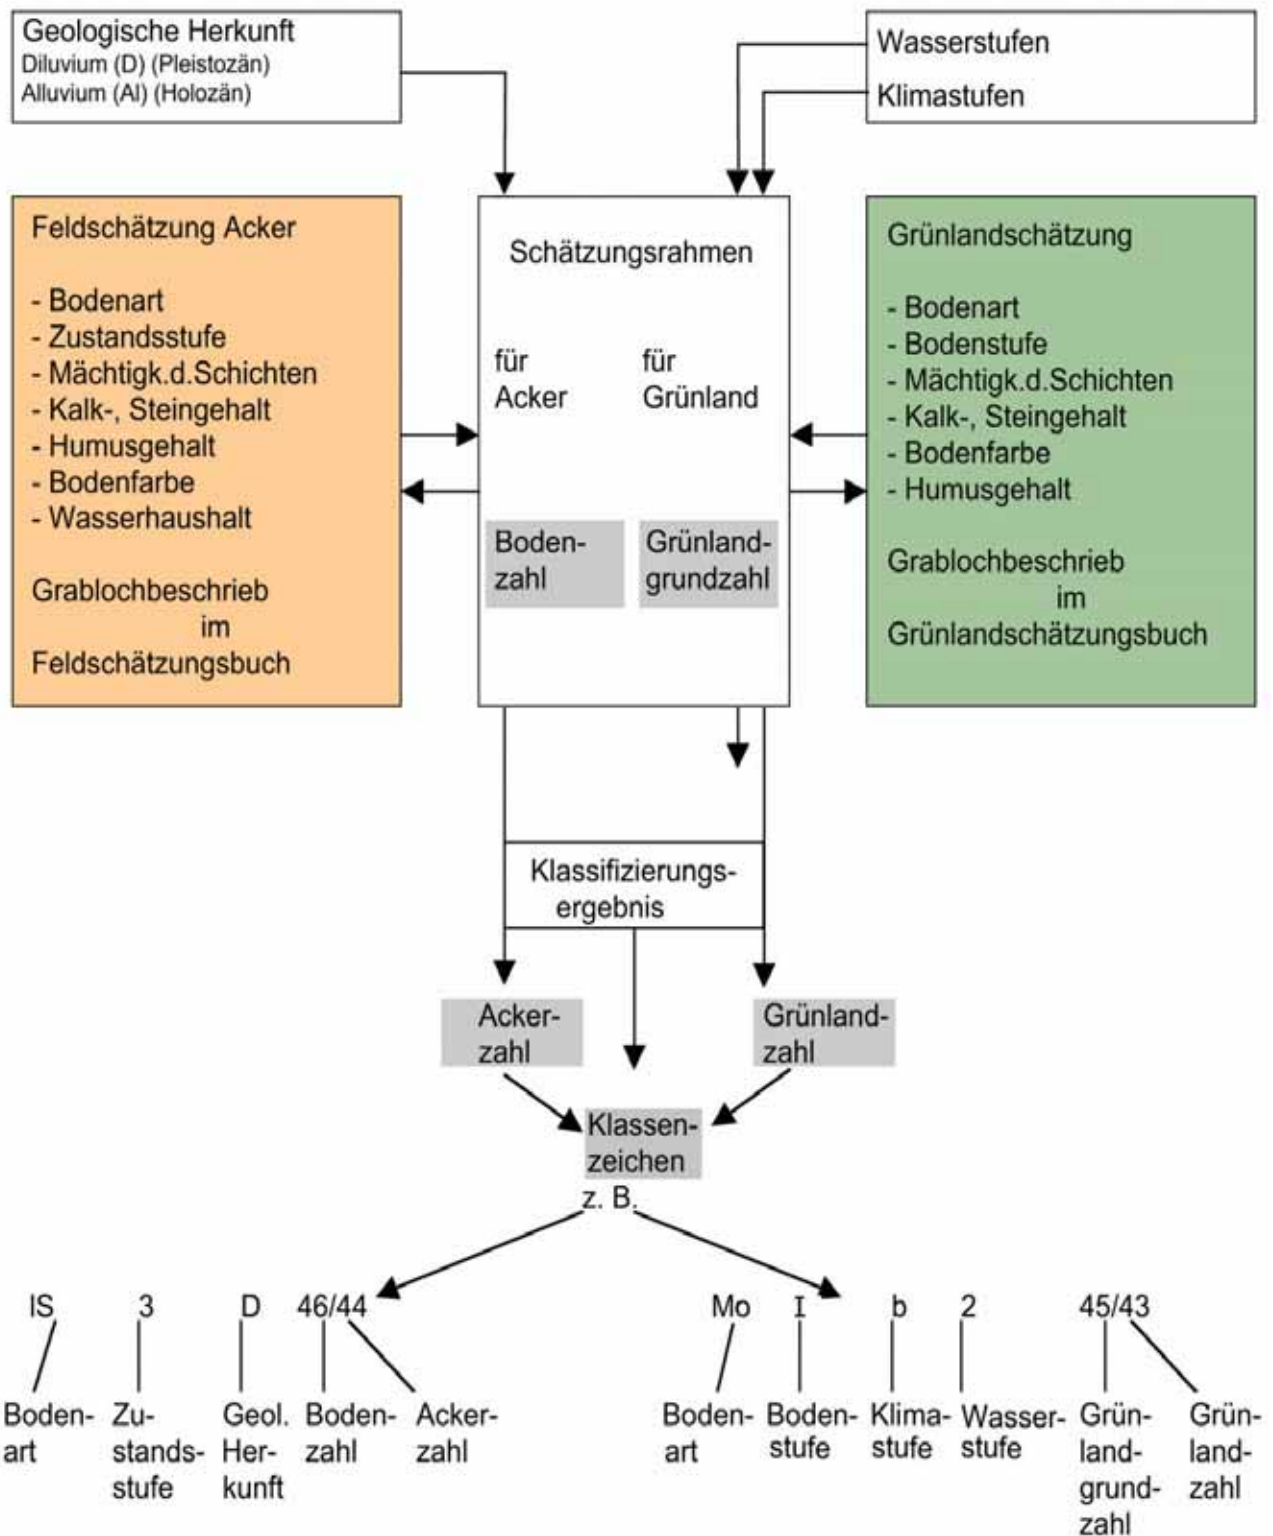 Geologische Herkunft
Diluvium (D) (Pleistozän)
Alluvium (Al) (Holozän)
Wasserstufen
Klimastufen
Feldschätzung Acker
- Bodenart
- Zustandsstufe
- Mächtigk.d.Schichten
- Kalk-, Steingehalt
- Humusgehalt
- Bodenfarbe
- Wasserhaushalt
Grablochbeschrieb
im
Feldschätzungsbuch
Schätzungsrahmen
für
Acker
für
Grünland
Boden-
zahl
Grünland-
grundzahl
Grünlandschätzung
- Bodenart
- Bodenstufe
- Mächtigk.d.Schichten
- Kalk-, Steingehalt
- Bodenfarbe
- Humusgehalt
Grablochbeschrieb
im
Grünlandschätzungsbuch
Klassifizierungs-
ergebnis
Acker-
zahl
Grünland-
zahl
Klassen-
zeichen
z. B.
lS 3 D 46/44
Boden-
art
Zu-
stands-
stufe
Geol.
Her-
kunft
Boden-
zahl
Acker-
zahl
Mo I b 2 45/43
Boden-
art
Boden-
stufe
Klima-
stufe
Wasser-
stufe
Grün-
land-
grund-
zahl
Grün-
land-
zahl